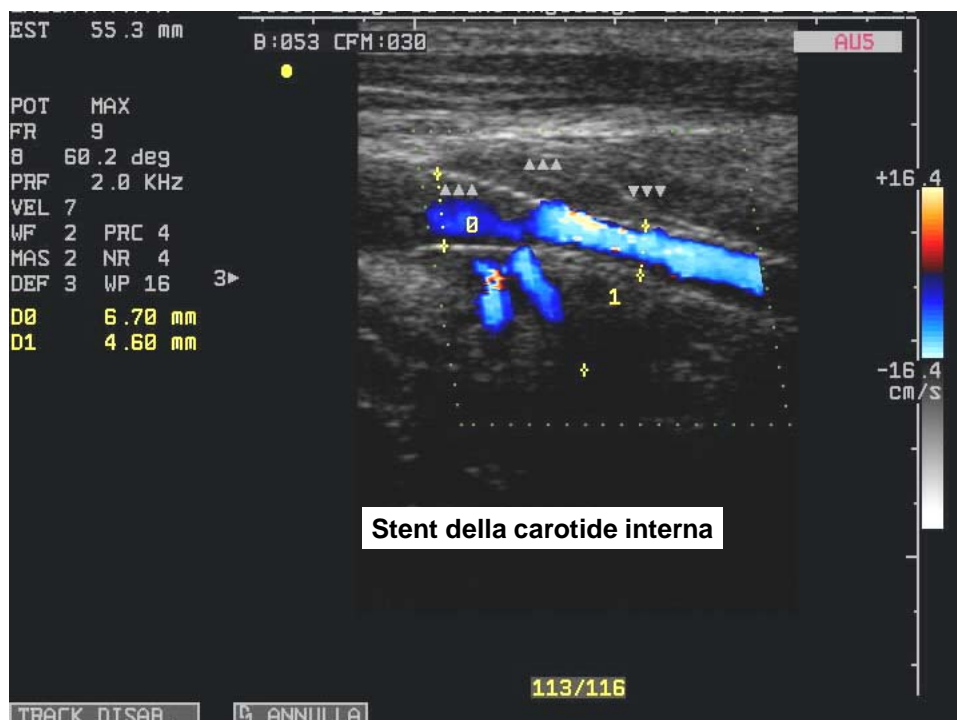 EST 55.3 mm
B:053 CFM:030
AU5
POT MAX
FR 9
θ 60.2 deg
PRF 2.0 KHz
VEL 7
WF 2 PRC 4
MAS 2 NR 4
DEF 3 WP 16
3
D0 6.70 mm
D1 4.60 mm
+16.4
0
1
-16.4
cm/s
Stent della carotide interna
113/116
TRACK DISAB
ANNULLA